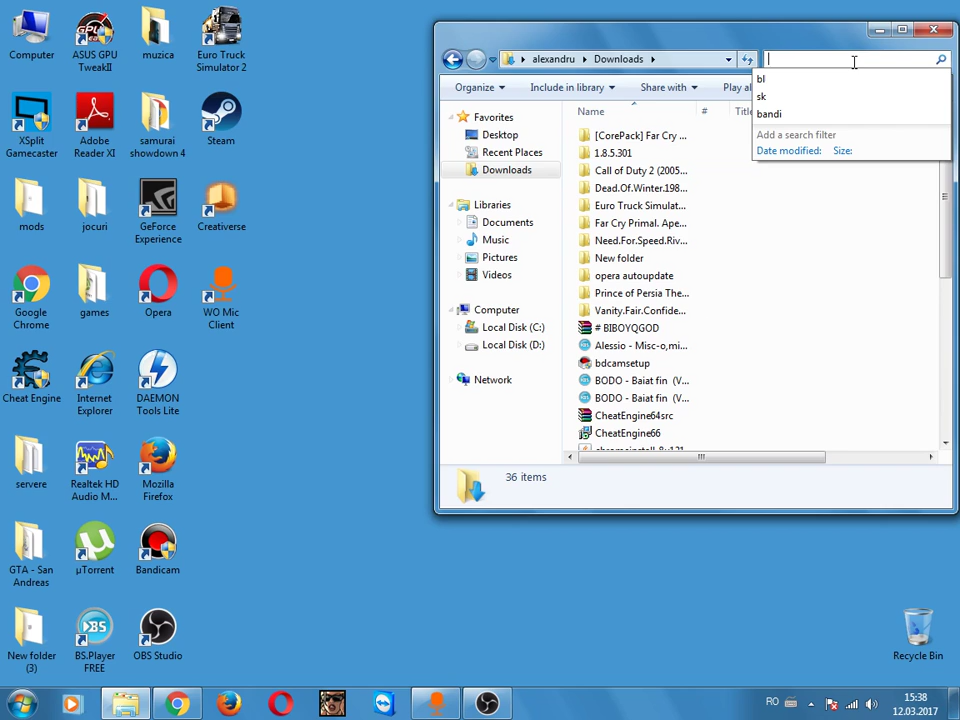 Computer
ASUS GPU
TweakII
muzica
Euro Truck
Simulator 2
XSplit
Gamecaster
Adobe
Reader XI
samurai
showdown 4
Steam
mods
jocuri
GeForce
Experience
Creativerse
Google
Chrome
games
Opera
WO Mic
Client
Cheat Engine
Internet
Explorer
DAEMON
Tools Lite
servere
Realtek HD
Audio M...
Mozilla
Firefox
GTA - San
Andreas
µTorrent
Bandicam
New folder
(3)
BS.Player
FREE
OBS Studio
alexandru
Downloads
Organize
Include in library
Share with
Play al
bl
sk
bandi
Add a search filter
Date modified:
Size:
Favorites
Desktop
Recent Places
Downloads
Libraries
Documents
Music
Pictures
Videos
Computer
Local Disk (C:)
Local Disk (D:)
Network
Name
#
Title
[CorePack] Far Cry ...
1.8.5.301
Call of Duty 2 (2005...
Dead.Of.Winter.198...
Euro Truck Simulat...
Far Cry Primal. Ape...
Need.For.Speed.Riv...
New folder
opera autoupdate
Prince of Persia The...
Vanity.Fair.Confide...
# BIBOYQGOD
Alessio - Misc-o,mi...
bdcamsetup
BODO - Baiat fin (V...
BODO - Baiat fin (V...
CheatEngine64src
CheatEngine66
36 items
Recycle Bin
RO
15:38
12.03.2017